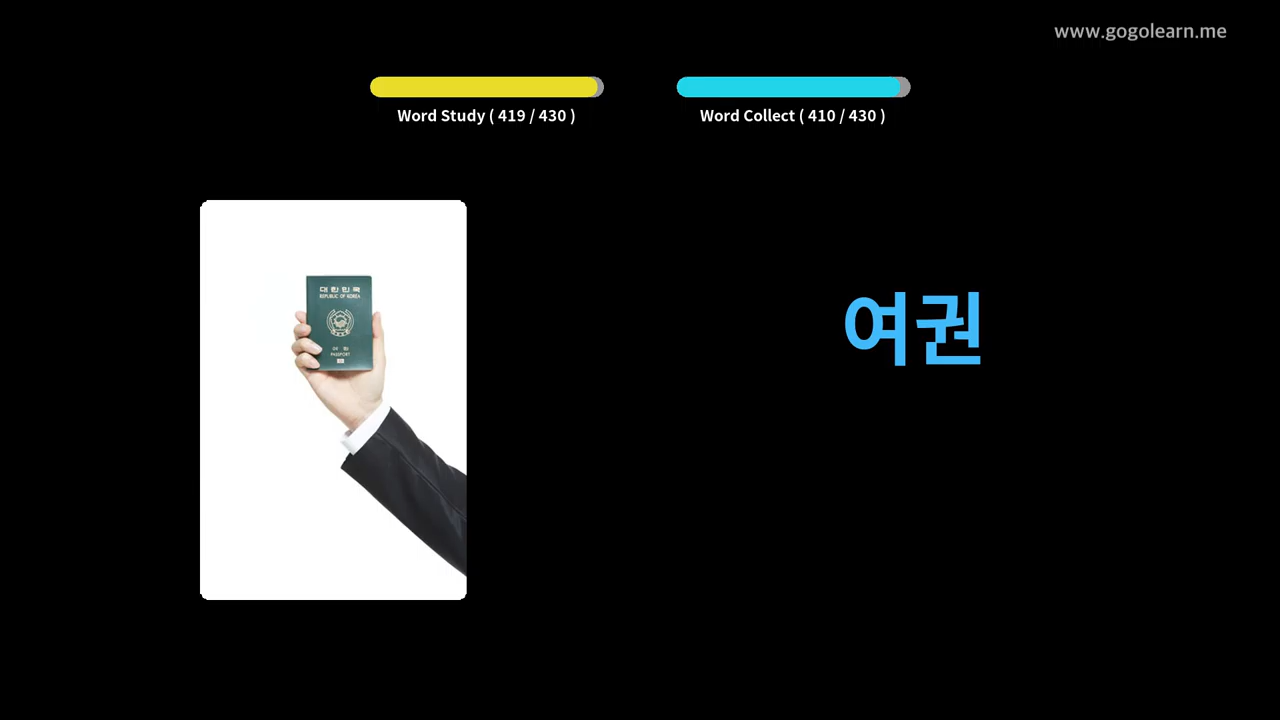 www.gogolearn.me
Word Study ( 419 / 430 )
Word Collect ( 410 / 430 )
대한민국
REPUBLIC OF KOREA
여권
PASSPORT
여권